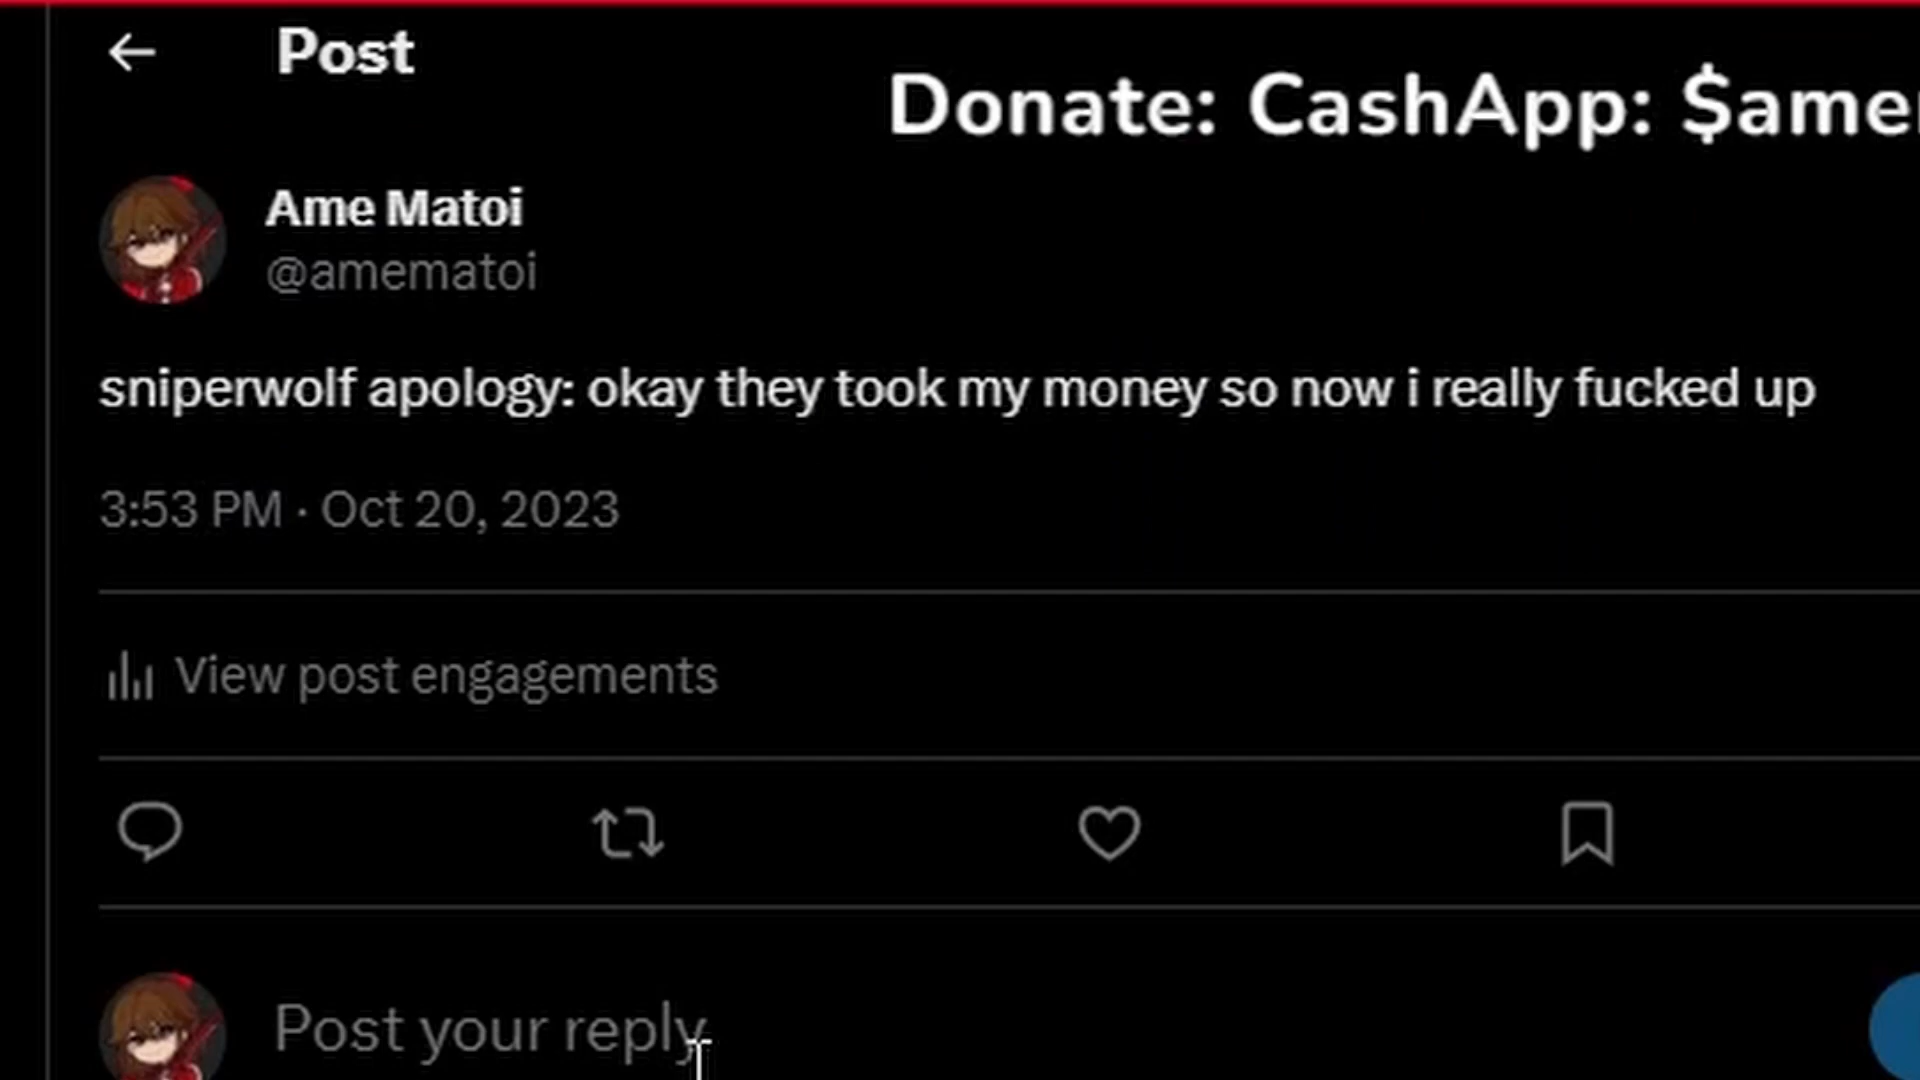 Post
Donate: CashApp: $amer
Ame Matoi
@amematoi
sniperwolf apology: okay they took my money so now i really fucked up
3:53 PM · Oct 20, 2023
View post engagements
Post your reply